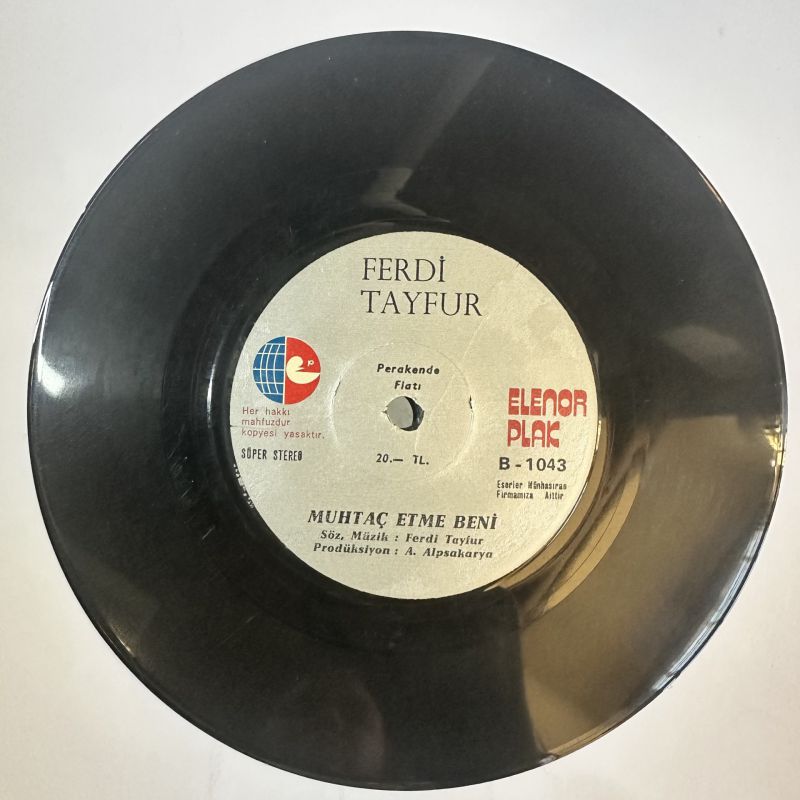 FERDİ
TAYFUR
P
Perakende
Fiatı
ELENOR
PLAK
Her hakkı
mahfuzdur
kopyesi yasaktır.
SÖPER STEREO
20.— TL.
B - 1043
Eserler Münhasıran
Firmamıza Aittir
MUHTAÇ ETME BENİ
Söz, Müzik : Ferdi Tayfur
Prodüksiyon : A. Alpsakarya